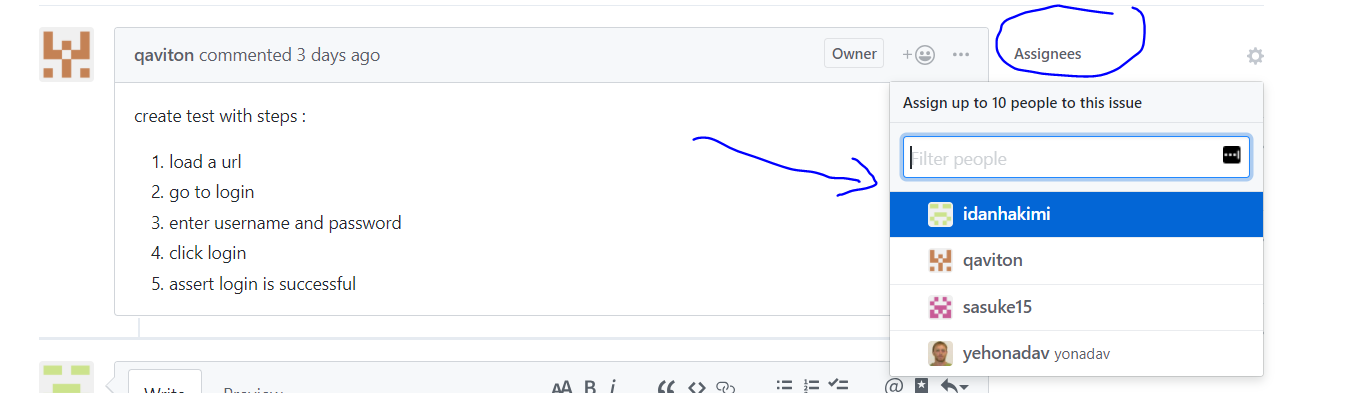 qaviton commented 3 days ago
Owner
Assignees
create test with steps :
1. load a url
2. go to login
3. enter username and password
4. click login
5. assert login is successful
Assign up to 10 people to this issue
Filter people
idanhakimi
qaviton
sasuke15
yehonadav yonadav
Write
Preview
AA B i